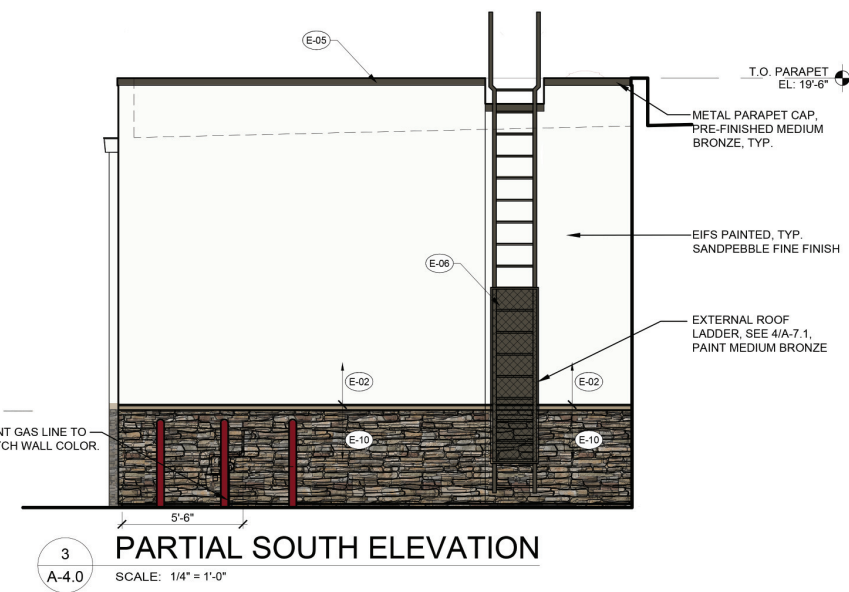 E-05
T.O. PARAPET
EL: 19'-6"
METAL PARAPET CAP,
PRE-FINISHED MEDIUM
BRONZE, TYP.
EIFS PAINTED, TYP.
SANDPEBBLE FINE FINISH
E-06
EXTERNAL ROOF
LADDER, SEE 4/A-7.1,
PAINT MEDIUM BRONZE
E-02
E-02
GAS LINE TO
WALL COLOR.
E-10
E-10
5'-6"
3
A-4.0
PARTIAL SOUTH ELEVATION
SCALE: 1/4" = 1'-0"